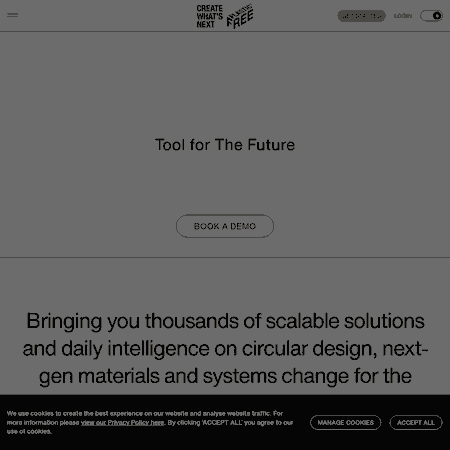 CREATE
WHAT'S
NEXT
FREE
LOGIN
Tool for The Future
BOOK A DEMO
Bringing you thousands of scalable solutions
and daily intelligence on circular design, next-
gen materials and systems change for the
We use cookies to create the best experience on our website and analyse website traffic. For
more information please view our Privacy Policy here. By clicking 'ACCEPT ALL' you agree to our
use of cookies.
MANAGE COOKIES
ACCEPT ALL